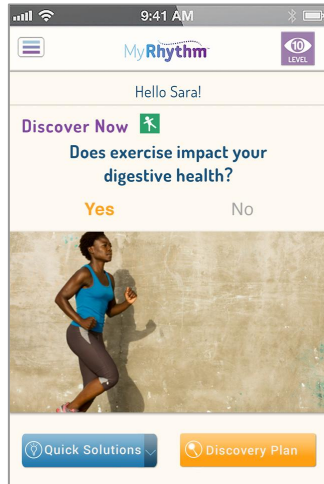 9:41 AM
MyRhythm
10
LEVEL
Hello Sara!
Discover Now
Does exercise impact your
digestive health?
Yes No
Quick Solutions Discovery Plan